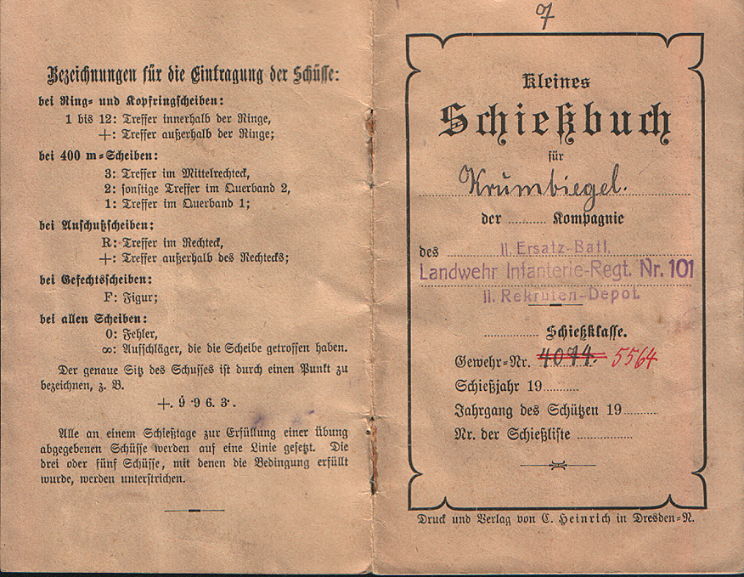 Bezeichnungen für die Eintragung der Schüsse:
bei Ring- und Kopfringscheiben:
1 bis 12: Treffer innerhalb der Ringe,
+: Treffer außerhalb der Ringe;
bei 400 m-Scheiben:
3: Treffer im Mittelrechteck,
2: sonstige Treffer im Querband 2,
1: Treffer im Querband 1;
bei Anschußscheiben:
R: Treffer im Rechteck,
+: Treffer außerhalb des Rechtecks;
bei Gefechtsscheiben:
F: Figur;
bei allen Scheiben:
0: Fehler,
∞: Aufschläger, die die Scheibe getroffen haben.
Der genaue Sitz des Schusses ist durch einen Punkt zu
bezeichnen, z. B.
+. 9 9 6. 3.
Alle an einem Schießtage zur Erfüllung einer Übung
abgegebenen Schüsse werden auf eine Linie gesetzt. Die
drei oder fünf Schüsse, mit denen die Bedingung erfüllt
wurde, werden unterstrichen.
7
Kleines
Schießbuch
für
Krumbiegel.
der ........ Kompagnie
des II. Ersatz-Batl.
Landwehr Infanterie-Regt. Nr. 101
II. Rekruten-Depot.
........ Schießklasse.
Gewehr-Nr. 4074. 5564
Schießjahr 19........
Jahrgang des Schützen 19........
Nr. der Schießliste ............
Druck und Verlag von C. Heinrich in Dresden-N.